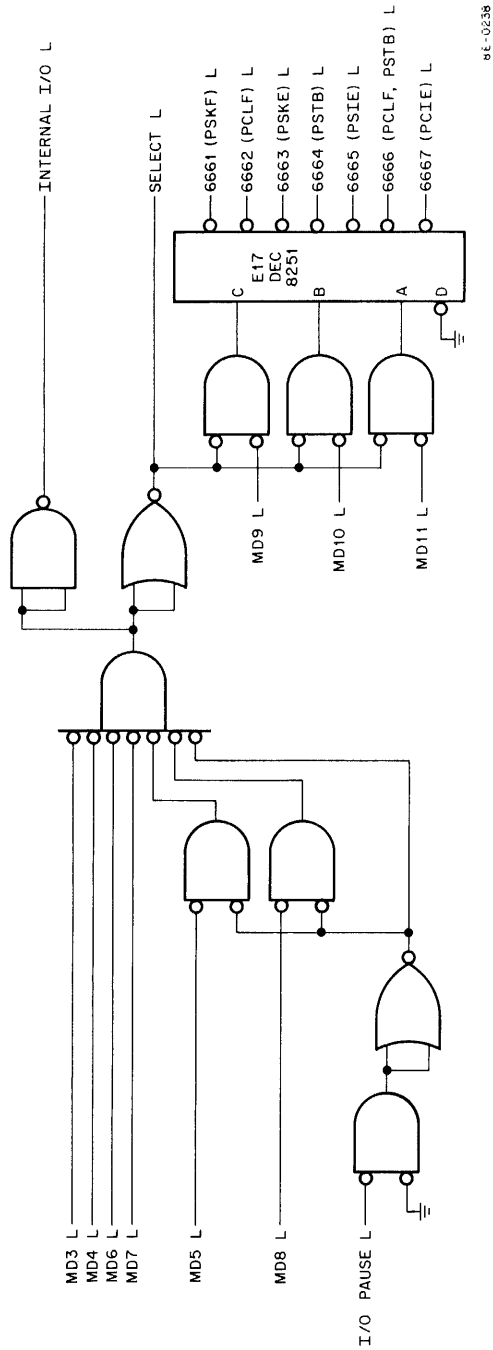 MD3 L
MD4 L
MD6 L
MD7 L
MD5 L
MD8 L
I/O PAUSE L
INTERNAL I/O L
SELECT L
MD9 L
MD10 L
MD11 L
E17
DEC
8251
C
B
A
D
6661 (PSKF) L
6662 (PCLF) L
6663 (PSKE) L
6664 (PSTB) L
6665 (PSIE) L
6666 (PCLF, PSTB) L
6667 (PCIE) L
8E-0238